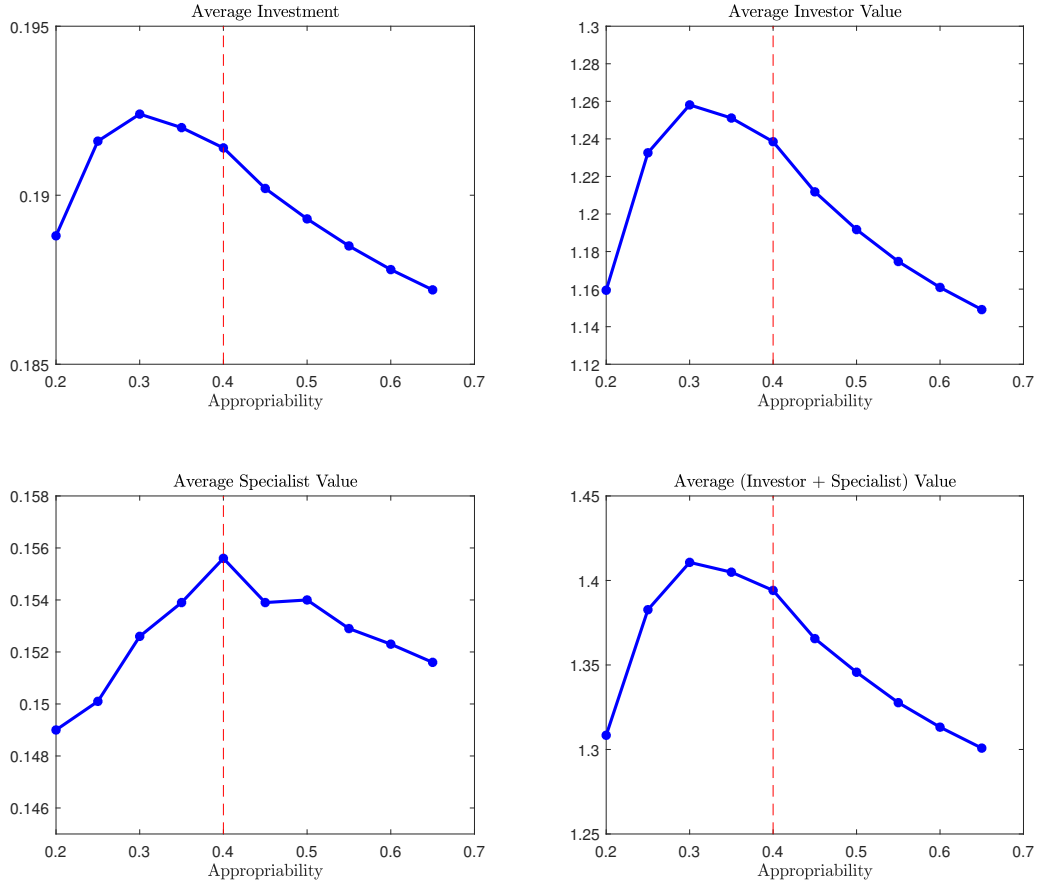 Average Investment
0.195
0.19
0.185
0.2 0.3 0.4 0.5 0.6 0.7
Appropriability
Average Investor Value
1.3
1.28
1.26
1.24
1.22
1.2
1.18
1.16
1.14
1.12
0.2 0.3 0.4 0.5 0.6 0.7
Appropriability
Average Specialist Value
0.158
0.156
0.154
0.152
0.15
0.148
0.146
0.2 0.3 0.4 0.5 0.6 0.7
Appropriability
Average (Investor + Specialist) Value
1.45
1.4
1.35
1.3
1.25
0.2 0.3 0.4 0.5 0.6 0.7
Appropriability